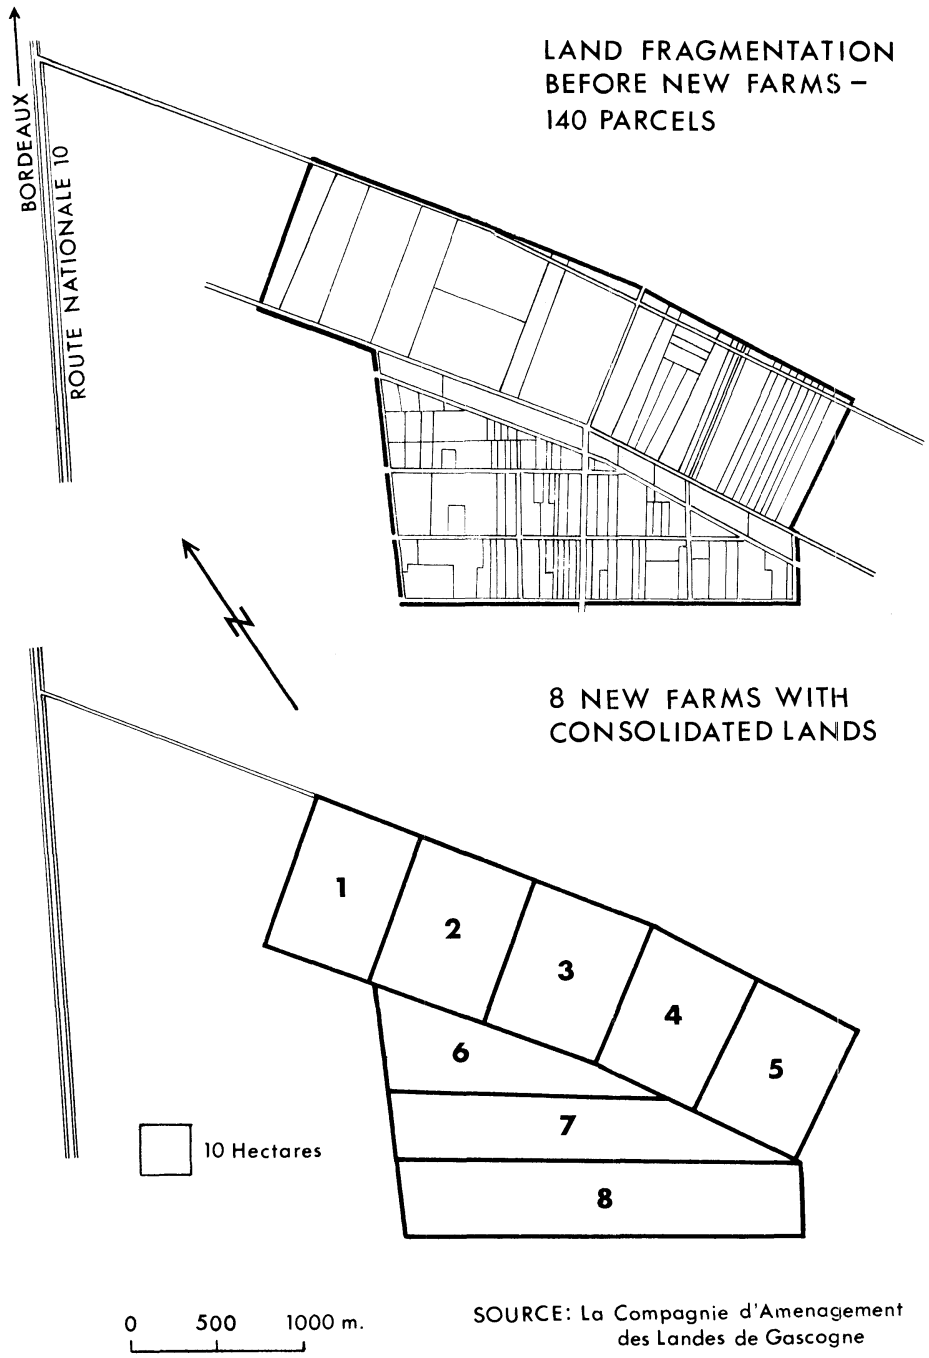 LAND FRAGMENTATION
BEFORE NEW FARMS –
140 PARCELS
BORDEAUX
ROUTE NATIONALE 10
N
8 NEW FARMS WITH
CONSOLIDATED LANDS
1
2
3
4
5
6
7
8
10 Hectares
0 500 1000 m.
SOURCE: La Compagnie d'Amenagement
des Landes de Gascogne